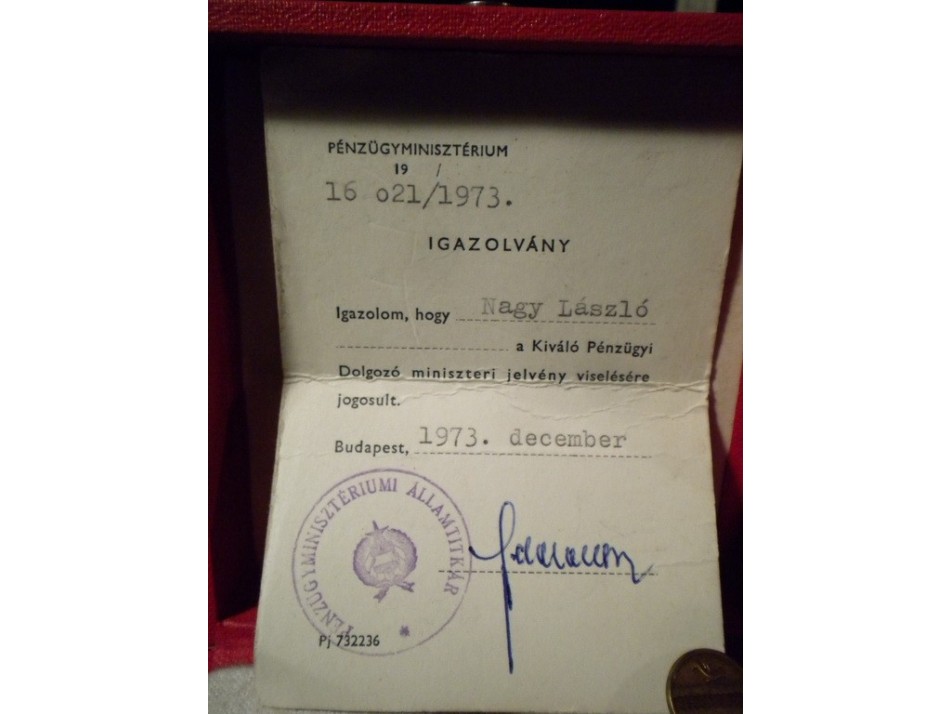 PÉNZÜGYMINISZTÉRIUM
19 /
16 o21/1973.
IGAZOLVÁNY
Igazolom, hogy Nagy László
a Kiváló Pénzügyi
Dolgozó miniszteri jelvény viselésére
jogosult.
Budapest, 1973. december
PÉNZÜGYMINISZTÉRIUMI ÁLLAMTITKÁR *
Pj 732236